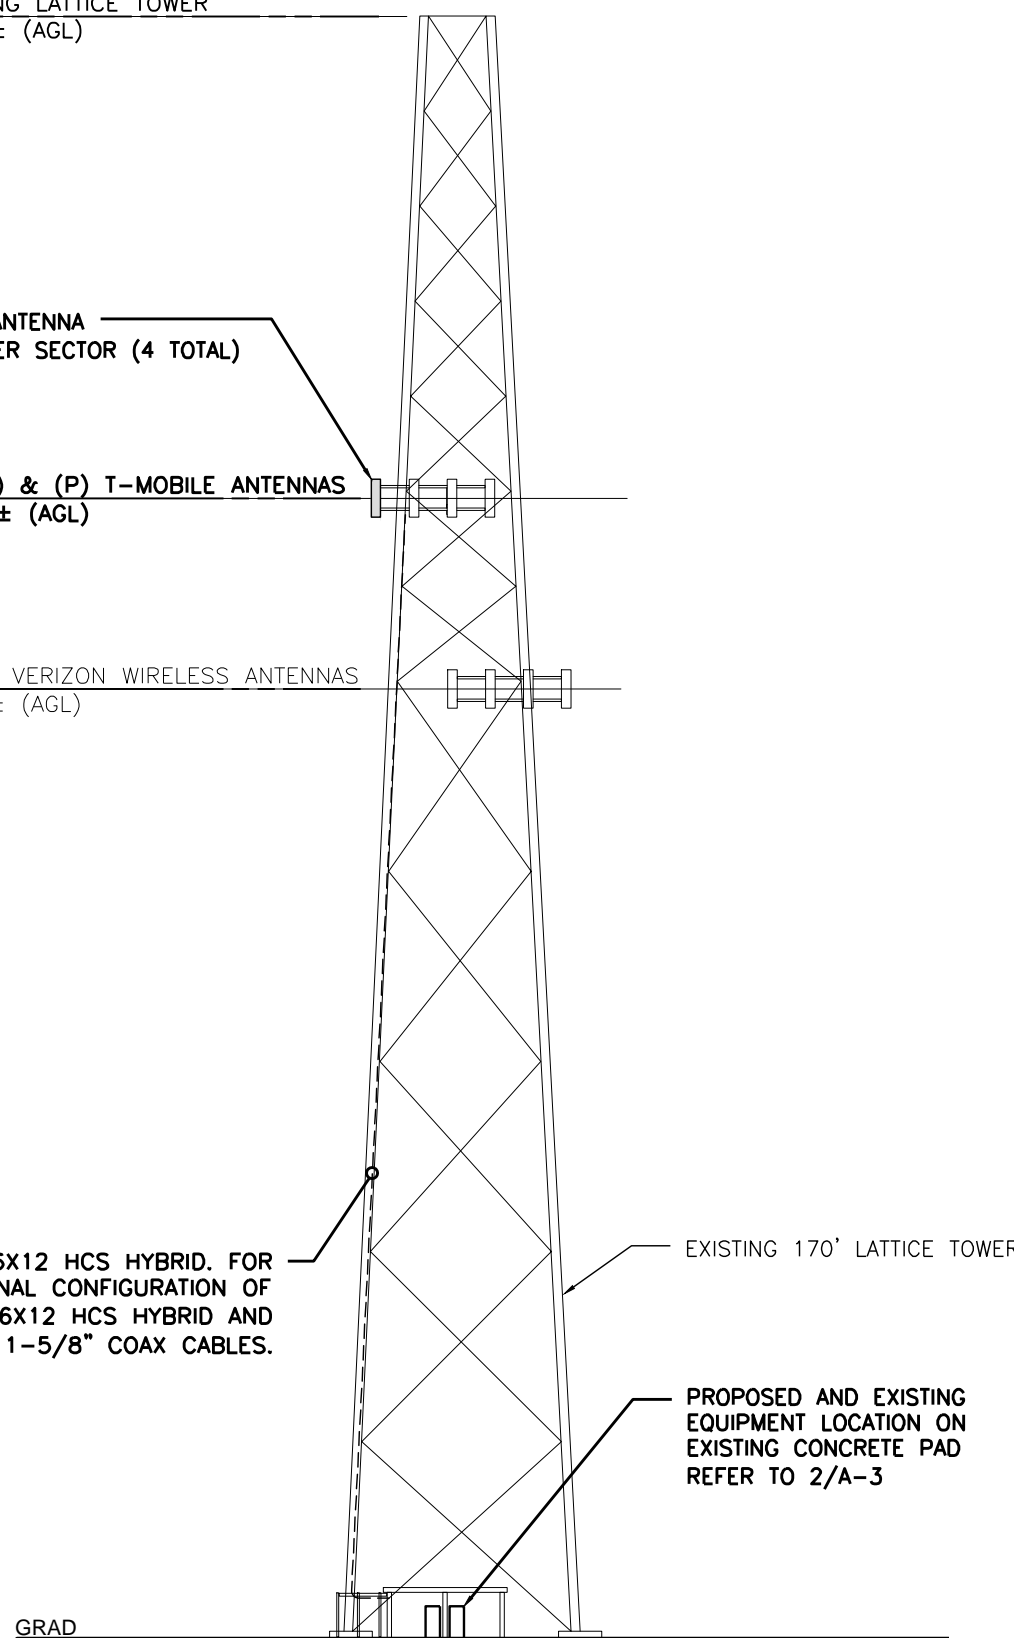 LATTICE TOWER
(AGL)
ER SECTOR (4 TOTAL)
& (P) T-MOBILE ANTENNAS
± (AGL)
VERIZON WIRELESS ANTENNAS
(AGL)
6X12 HCS HYBRID. FOR
NAL CONFIGURATION OF
6X12 HCS HYBRID AND
1-5/8" COAX CABLES.
EXISTING 170' LATTICE TOWER
PROPOSED AND EXISTING
EQUIPMENT LOCATION ON
EXISTING CONCRETE PAD
REFER TO 2/A-3
GRAD